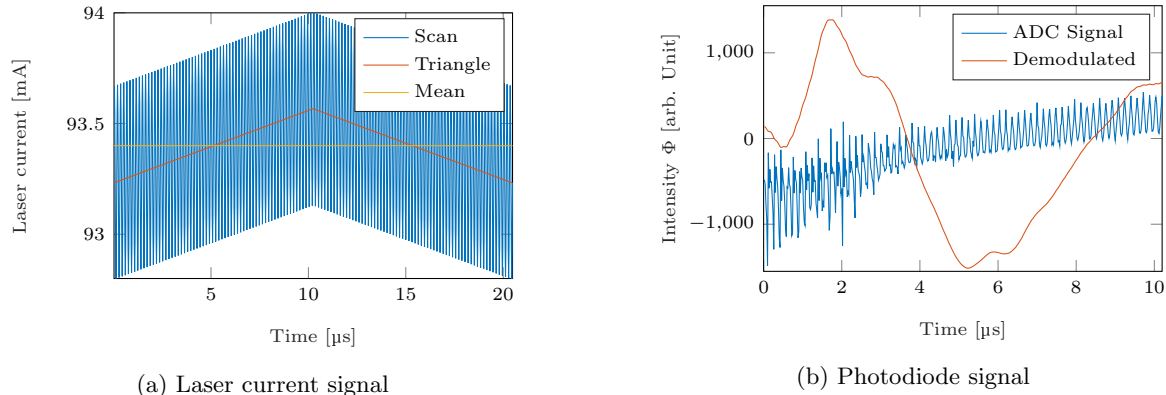 94
93.5
93
5
10
15
20
Laser current [mA]
Time [µs]
Scan
Triangle
Mean
(a) Laser current signal
1,000
0
−1,000
0
2
4
6
8
10
Intensity Φ [arb. Unit]
Time [µs]
ADC Signal
Demodulated
(b) Photodiode signal